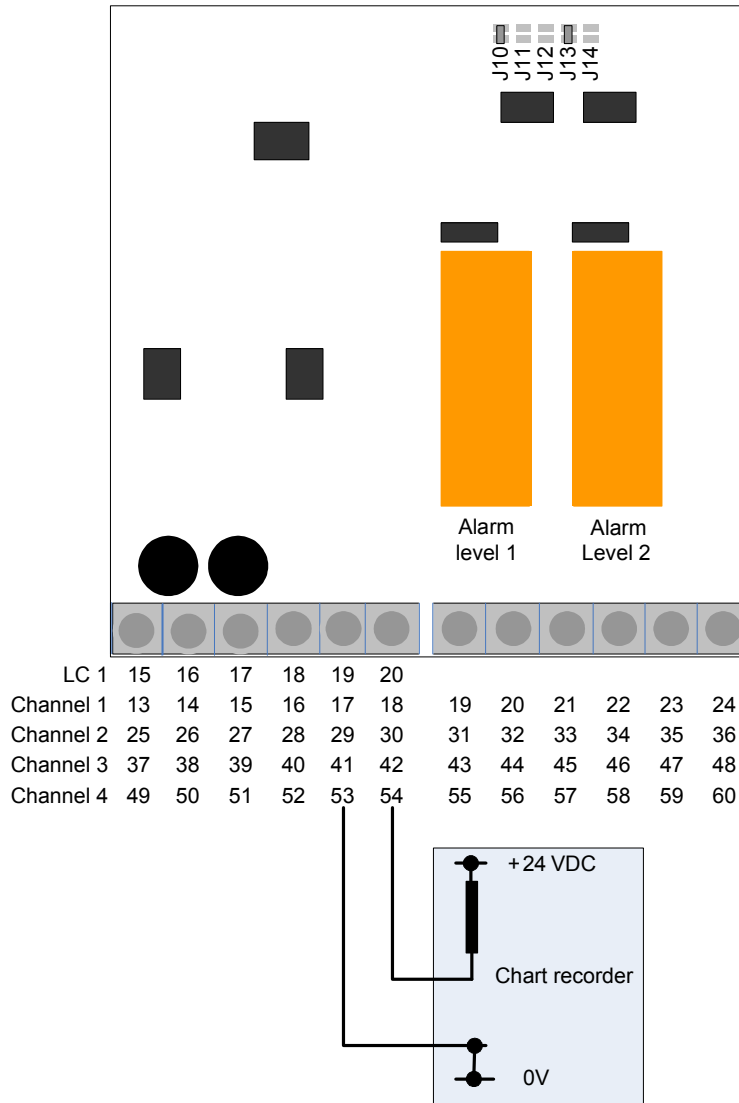 J10 J11 J12 J13 J14
Alarm level 1
Alarm Level 2
LC 1 15 16 17 18 19 20
Channel 1 13 14 15 16 17 18 19 20 21 22 23 24
Channel 2 25 26 27 28 29 30 31 32 33 34 35 36
Channel 3 37 38 39 40 41 42 43 44 45 46 47 48
Channel 4 49 50 51 52 53 54 55 56 57 58 59 60
+24 VDC
Chart recorder
0V